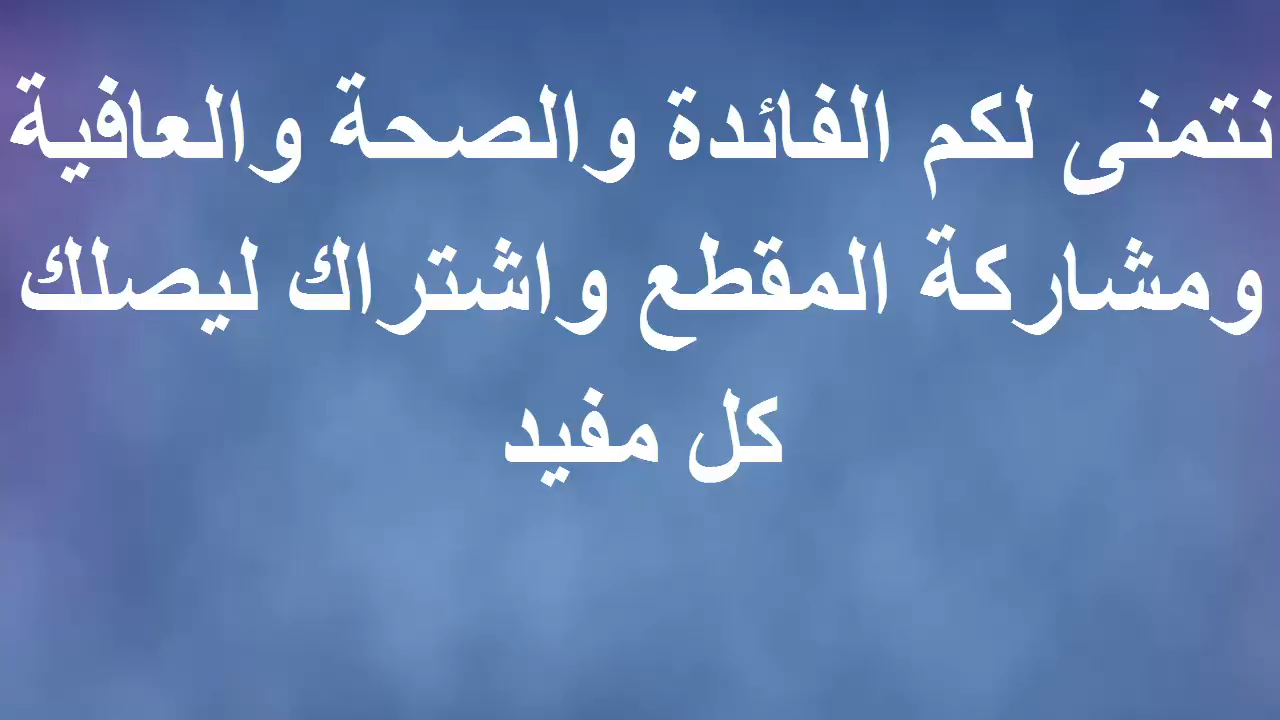 نتمنى لكم الفائدة والصحة والعافية
ومشاركة المقطع واشتراك ليصلك
كل مفيد